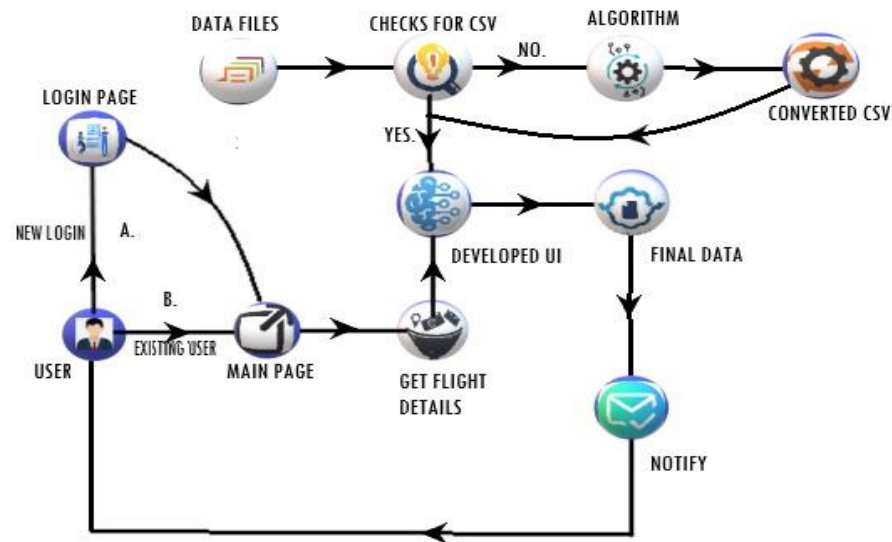 DATA FILES
CHECKS FOR CSV
ALGORITHM
NO.
LOGIN PAGE
CONVERTED CSV
YES.
NEW LOGIN
A.
DEVELOPED UI
FINAL DATA
B.
EXISTING USER
USER
MAIN PAGE
GET FLIGHT
DETAILS
NOTIFY